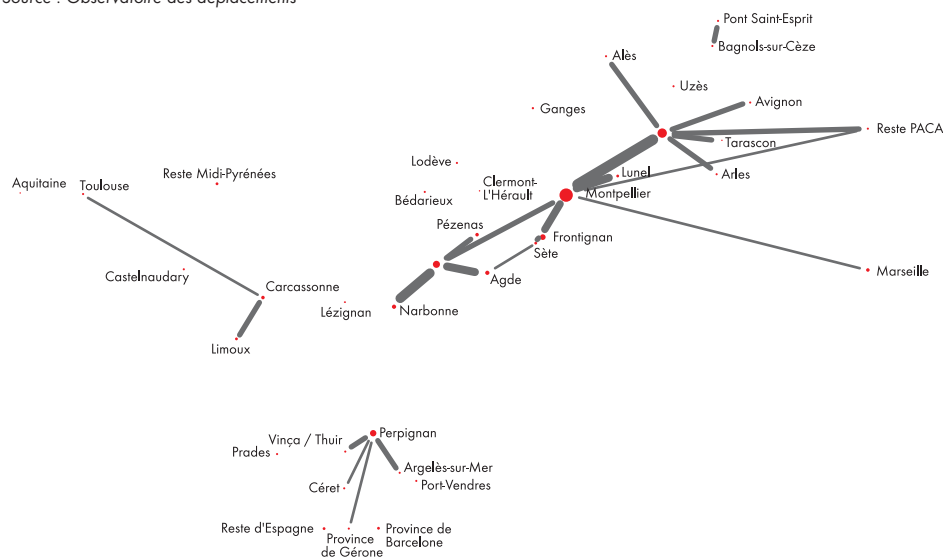 Source : Observatoire des déplacements
Pont Saint-Esprit
Bagnols-sur-Cèze
Alès
Uzès
Avignon
Ganges
Reste PACA
Tarascon
Lodève
Lunel
Arles
Reste Midi-Pyrénées
Aquitaine
Toulouse
Clermont-
L'Hérault
Montpellier
Bédarieux
Pézenas
Frontignan
Sète
Castelnaudary
Agde
Marseille
Carcassonne
Lézignan
Narbonne
Limoux
Perpignan
Vinça / Thuir
Prades
Argelès-sur-Mer
Port-Vendres
Céret
Reste d'Espagne
Province
de Gérone
Province de
Barcelone